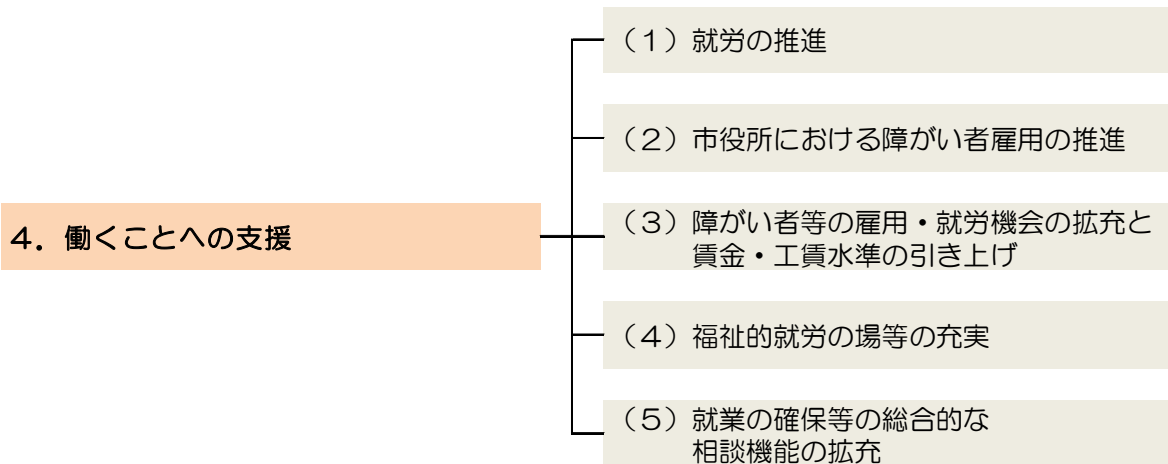 （１）就労の推進
（２）市役所における障がい者雇用の推進
４．働くことへの支援
（３）障がい者等の雇用・就労機会の拡充と
賃金・工賃水準の引き上げ
（４）福祉的就労の場等の充実
（５）就業の確保等の総合的な
相談機能の拡充